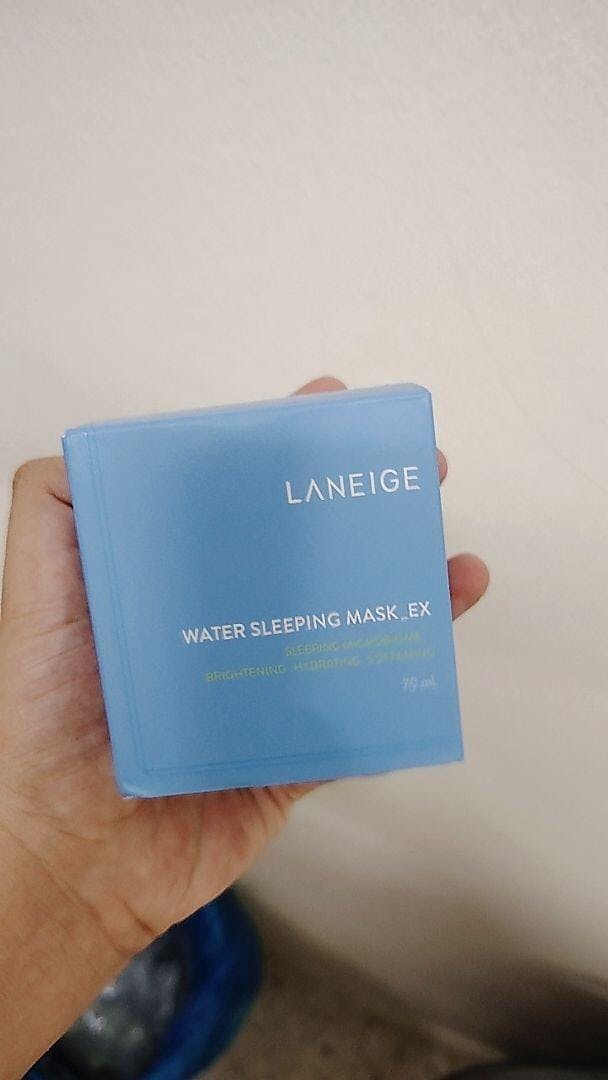 LANEIGE
WATER SLEEPING MASK_EX
SLEEPING MICROBIOME
BRIGHTENING HYDRATING SOFTENING
70 mL